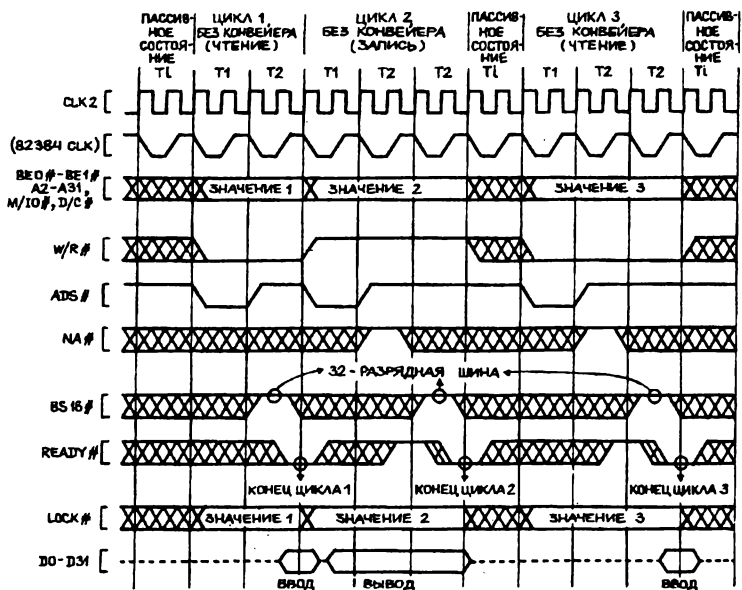 ПАССИВ-
НОЕ
СОСТОЯ-
НИЕ
ЦИКЛ 1,
БЕЗ КОНВЕЙЕРА
(ЧТЕНИЕ)
ЦИКЛ 2,
БЕЗ КОНВЕЙЕРА
(ЗАПИСЬ)
ПАССИВ-
НОЕ
СОСТОЯ-
НИЕ
ЦИКЛ 3
БЕЗ КОНВЕЙЕРА
(ЧТЕНИЕ)
ПАССИВ-
НОЕ
СОСТОЯ-
НИЕ
Ti T1 T2 T1 T2 T2 Ti T1 T2 T2 Ti
CLK2
(82384 CLK)
BE0#-BE1#
A2-A31,
M/IO#, D/C#
ЗНАЧЕНИЕ 1 ЗНАЧЕНИЕ 2 ЗНАЧЕНИЕ 3
W/R#
ADS#
NA#
32-РАЗРЯДНАЯ ШИНА
BS16#
READY#
КОНЕЦ ЦИКЛА 1 КОНЕЦ ЦИКЛА 2 КОНЕЦ ЦИКЛА 3
LOCK#
ЗНАЧЕНИЕ 1 ЗНАЧЕНИЕ 2 ЗНАЧЕНИЕ 3
D0-D31
ВВОД ВЫВОД ВВОД